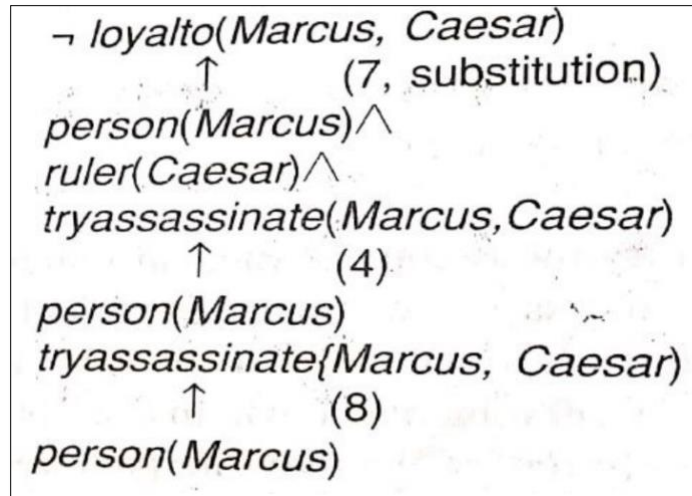 ¬ loyalto(Marcus, Caesar)
↑ (7, substitution)
person(Marcus)∧
ruler(Caesar)∧
tryassassinate(Marcus,Caesar)
↑ (4)
person(Marcus)
tryassassinate{Marcus, Caesar)
↑ (8)
person(Marcus)